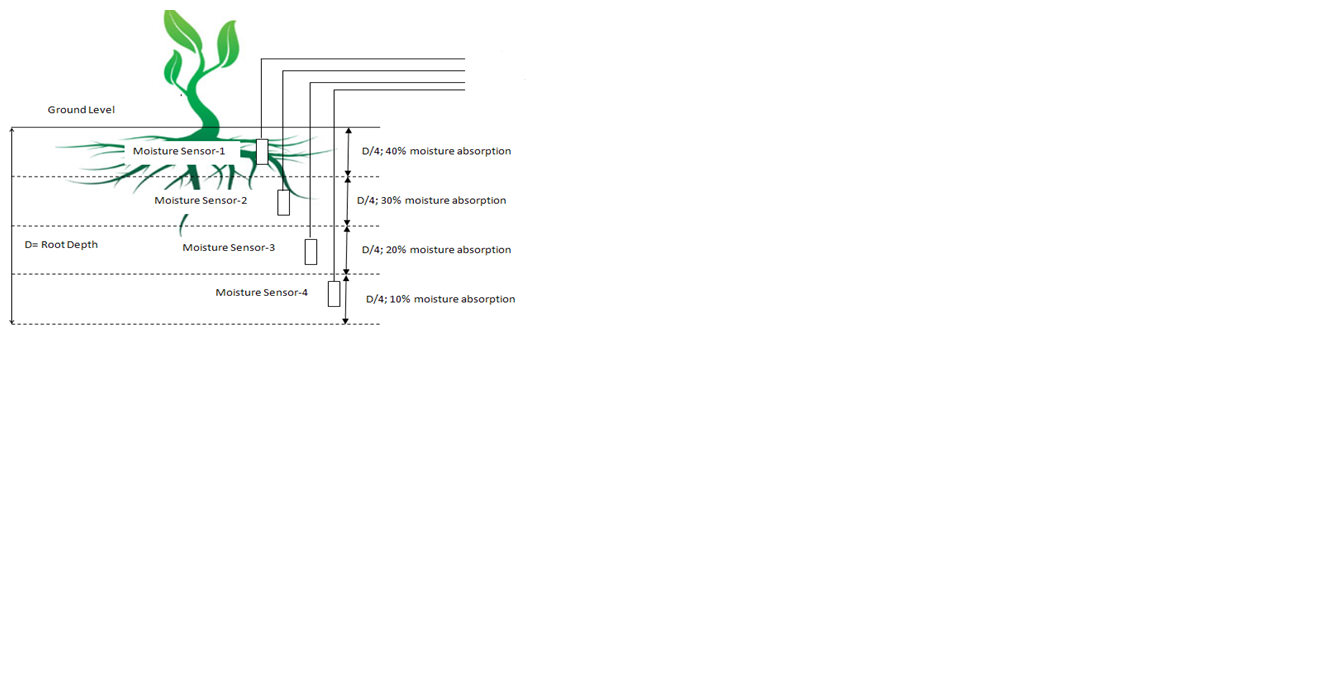 Ground Level
Moisture Sensor-1
D/4; 40% moisture absorption
Moisture Sensor-2
D/4; 30% moisture absorption
D= Root Depth
Moisture Sensor-3
D/4; 20% moisture absorption
Moisture Sensor-4
D/4; 10% moisture absorption